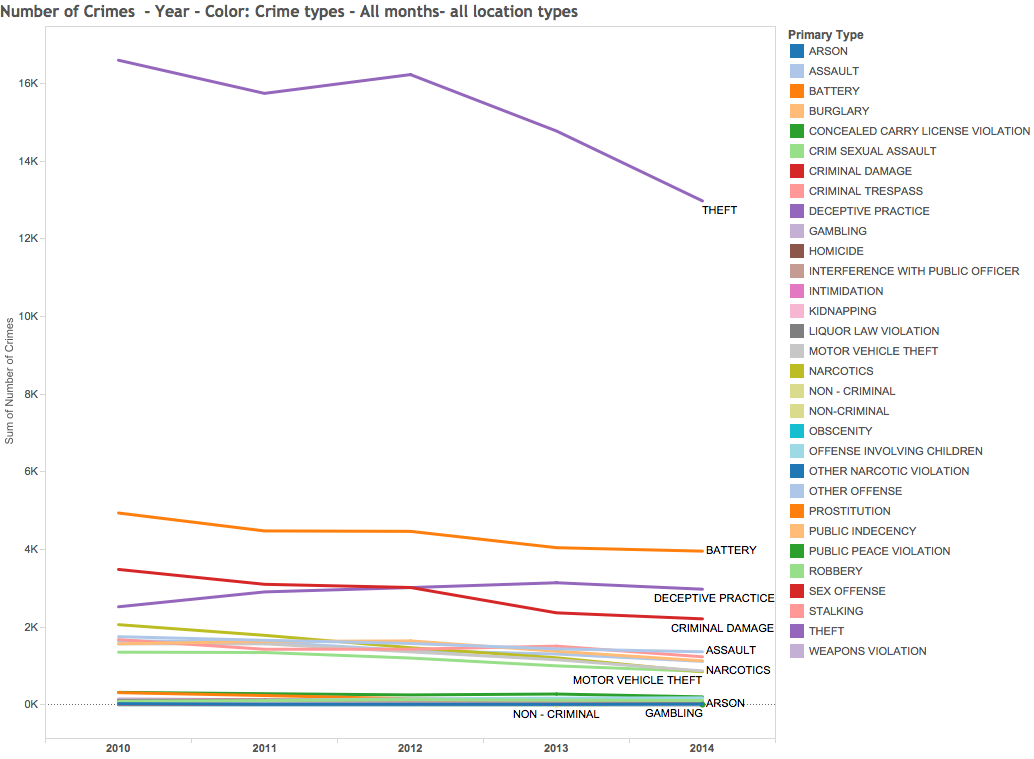 Number of Crimes - Year - Color: Crime types - All months- all location types
Primary Type
ARSON
ASSAULT
BATTERY
BURGLARY
CONCEALED CARRY LICENSE VIOLATION
CRIM SEXUAL ASSAULT
CRIMINAL DAMAGE
CRIMINAL TRESPASS
DECEPTIVE PRACTICE
GAMBLING
HOMICIDE
INTERFERENCE WITH PUBLIC OFFICER
INTIMIDATION
KIDNAPPING
LIQUOR LAW VIOLATION
MOTOR VEHICLE THEFT
NARCOTICS
NON - CRIMINAL
NON-CRIMINAL
OBSCENITY
OFFENSE INVOLVING CHILDREN
OTHER NARCOTIC VIOLATION
OTHER OFFENSE
PROSTITUTION
PUBLIC INDECENCY
PUBLIC PEACE VIOLATION
ROBBERY
SEX OFFENSE
STALKING
THEFT
WEAPONS VIOLATION
Sum of Number of Crimes
16K
14K
12K
10K
8K
6K
4K
2K
0K
THEFT
BATTERY
DECEPTIVE PRACTICE
CRIMINAL DAMAGE
ASSAULT
NARCOTICS
MOTOR VEHICLE THEFT
ARSON
NON - CRIMINAL
GAMBLING
2010
2011
2012
2013
2014